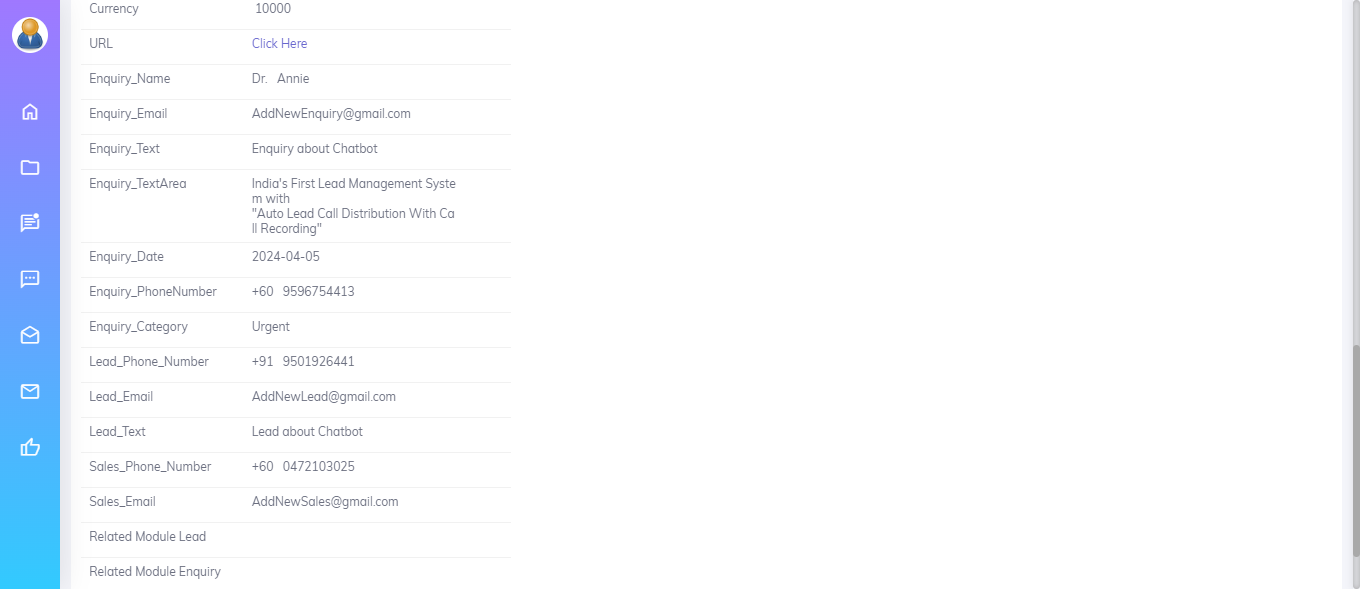 Currency 10000
URL Click Here
Enquiry_Name Dr. Annie
Enquiry_Email AddNewEnquiry@gmail.com
Enquiry_Text Enquiry about Chatbot
Enquiry_TextArea India's First Lead Management Syste
m with
"Auto Lead Call Distribution With Ca
ll Recording"
Enquiry_Date 2024-04-05
Enquiry_PhoneNumber +60 9596754413
Enquiry_Category Urgent
Lead_Phone_Number +91 9501926441
Lead_Email AddNewLead@gmail.com
Lead_Text Lead about Chatbot
Sales_Phone_Number +60 0472103025
Sales_Email AddNewSales@gmail.com
Related Module Lead
Related Module Enquiry